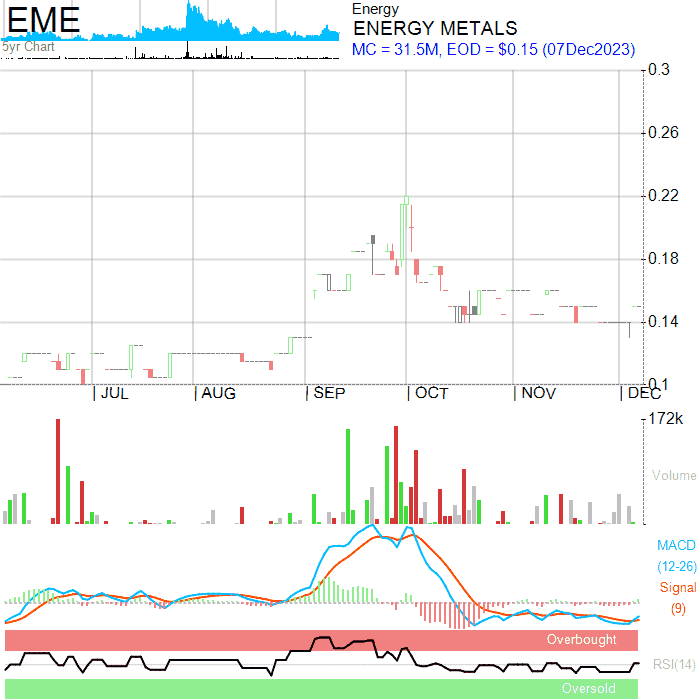 EME
5yr Chart
Energy
ENERGY METALS
MC = 31.5M, EOD = $0.15 (07Dec2023)
0.3
0.26
0.22
0.18
0.14
0.1
JUL AUG SEP OCT NOV DEC
172k
Volume
MACD
(12-26)
Signal
(9)
Overbought
RSI(14)
Oversold